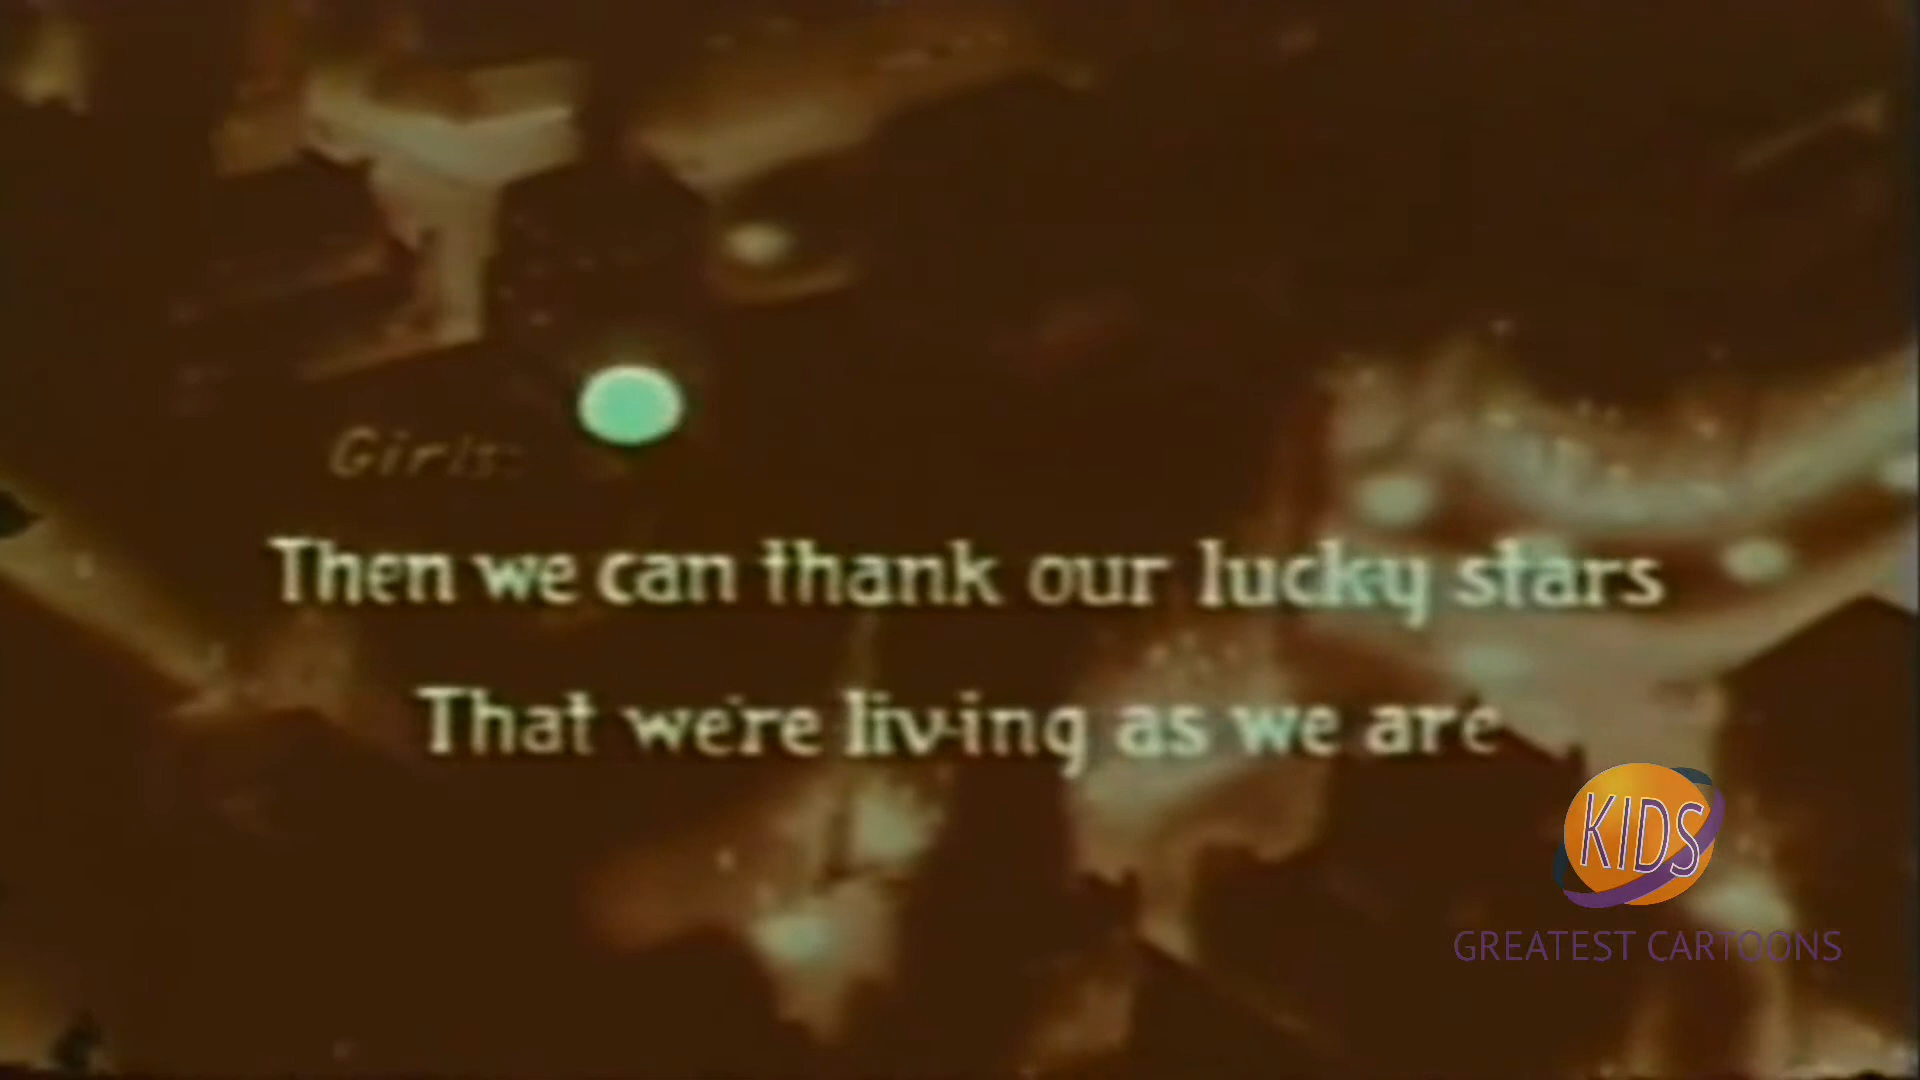 Girls:
Then we can thank our lucky stars
That we're liv-ing as we are
KIDS
GREATEST CARTOONS